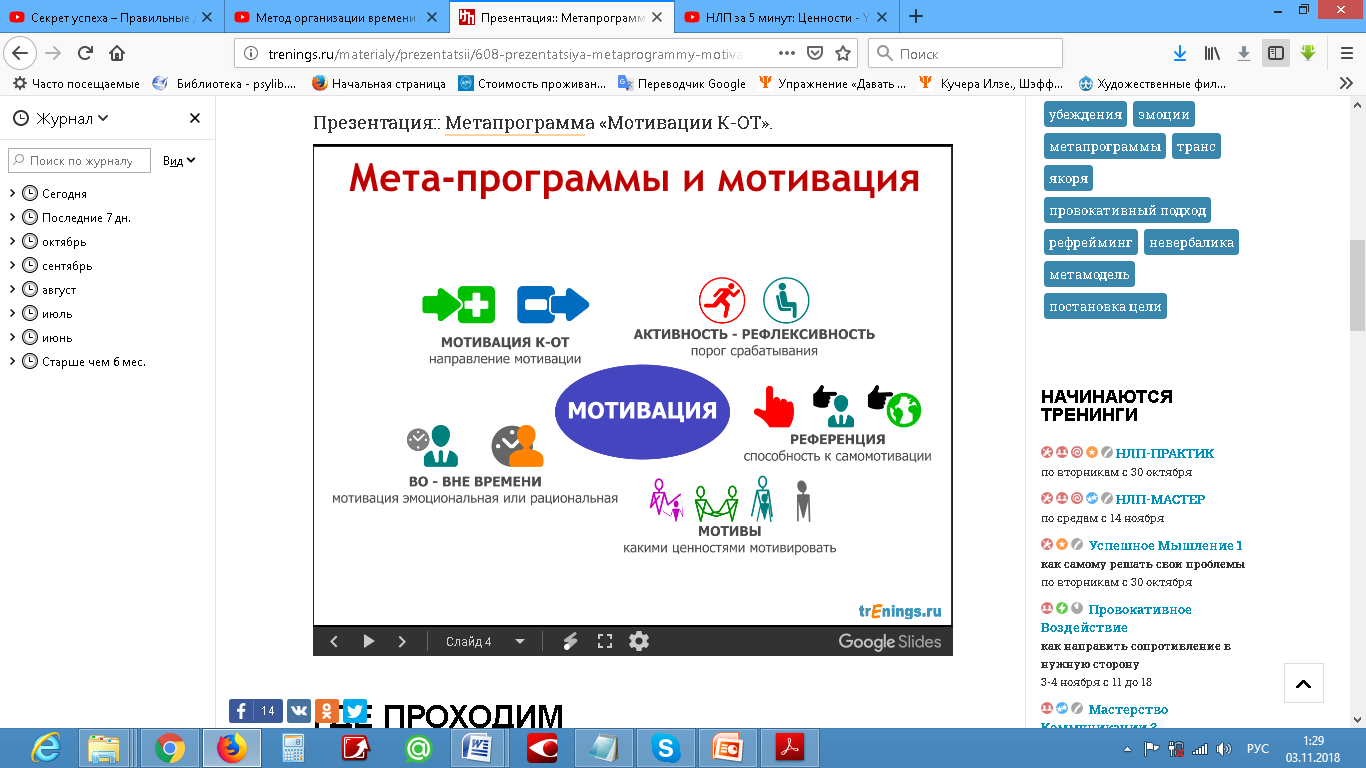 Секрет успеха – Правильные
Метод организации времени
Презентация:: Метапрограмм
НЛП за 5 минут: Ценности - Y
trenings.ru/materialy/prezentatsii/608-prezentatsiya-metaprogrammy-motiva
Поиск
Часто посещаемые
Библиотека - psylib....
Начальная страница
Стоимость прожиган...
Переводчик Google
Упражнение «Давать ...
Кучера Илзе., Шэфф...
Художественные фил...
Журнал
Поиск по журналу
Вид
Сегодня
Последние 7 дн.
октябрь
сентябрь
август
июль
июнь
Старше чем 6 мес.
Презентация:: Метапрограмма «Мотивации К-ОТ».
Мета-программы и мотивация
МОТИВАЦИЯ К-ОТ
направление мотивации
АКТИВНОСТЬ - РЕФЛЕКСИВНОСТЬ
порог срабатывания
МОТИВАЦИЯ
РЕФЕРЕНЦИЯ
способность к самомотивации
ВО - ВНЕ ВРЕМЕНИ
мотивация эмоциональная или рациональная
МОТИВЫ
какими ценностями мотивировать
trEnings.ru
Слайд 4
Google Slides
14
ГДЕ ПРОХОДИМ
убеждения
эмоции
метапрограммы
транс
якоря
провокативный подход
рефрейминг
невербалика
метамодель
постановка цели
НАЧИНАЮТСЯ
ТРЕНИНГИ
НЛП-ПРАКТИК
по вторникам с 30 октября
НЛП-МАСТЕР
по средам с 14 ноября
Успешное Мышление 1
как самому решать свои проблемы
по вторникам с 30 октября
Провокативное
Воздействие
как направить сопротивление в
нужную сторону
3-4 ноября с 11 до 18
Мастерство
Коммуникации 3
РУС
1:29
03.11.2018